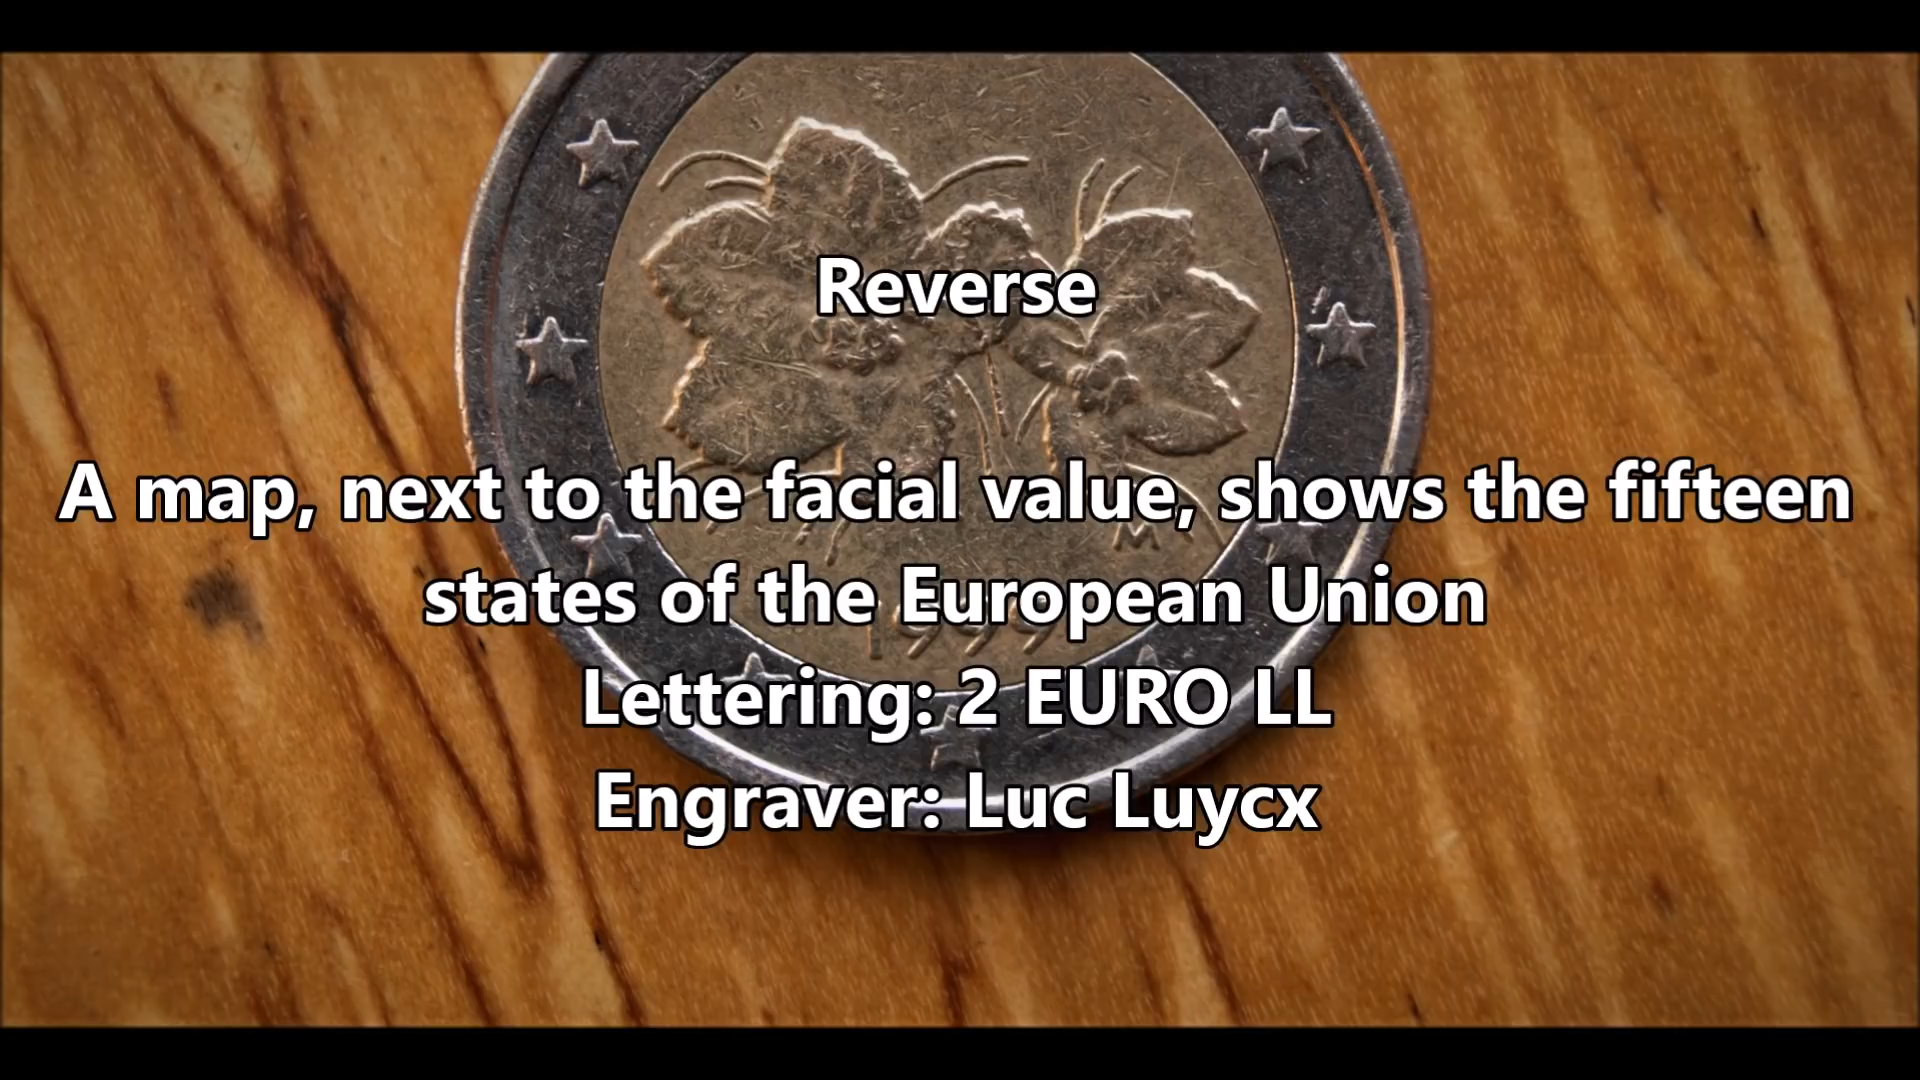 Reverse
A map, next to the facial value, shows the fifteen
states of the European Union
M
1999
Lettering: 2 EURO LL
Engraver: Luc Luycx